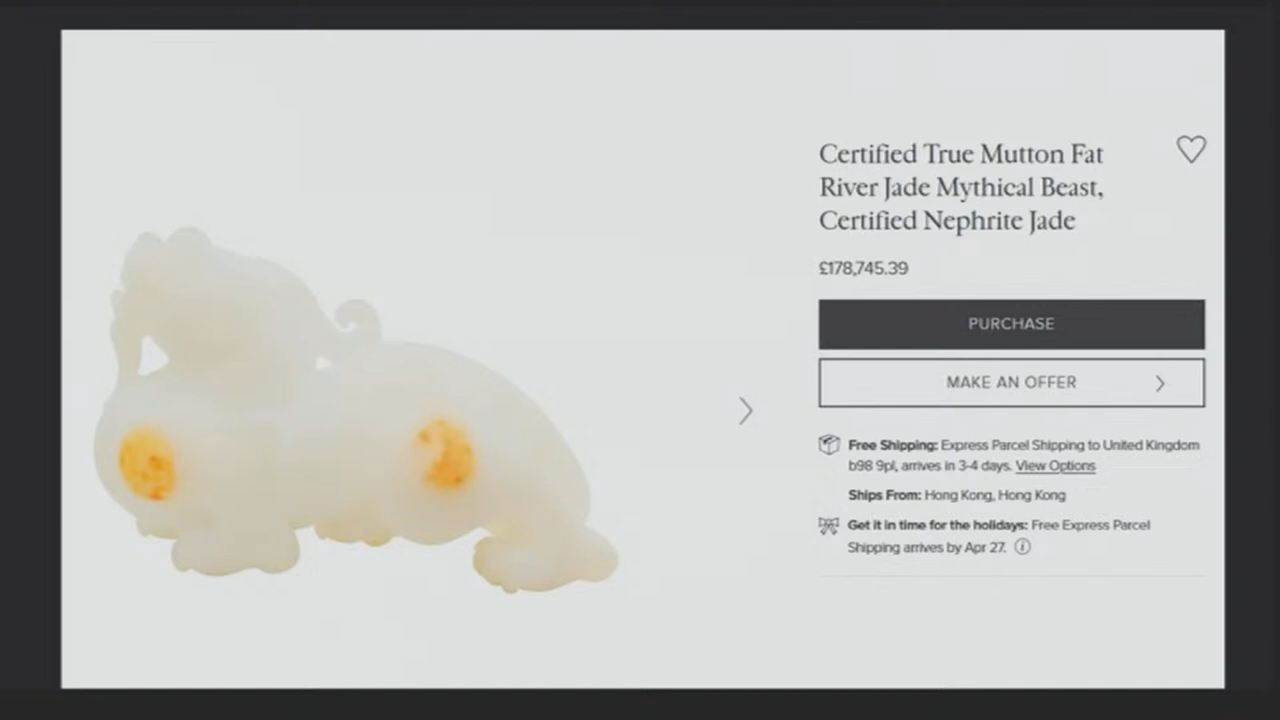 Certified True Mutton Fat
River Jade Mythical Beast,
Certified Nephrite Jade
£178,745.39
PURCHASE
MAKE AN OFFER
Free Shipping: Express Parcel Shipping to United Kingdom
b98 9pl, arrives in 3-4 days. View Options
Ships From: Hong Kong, Hong Kong
Get it in time for the holidays: Free Express Parcel
Shipping arrives by Apr 27.